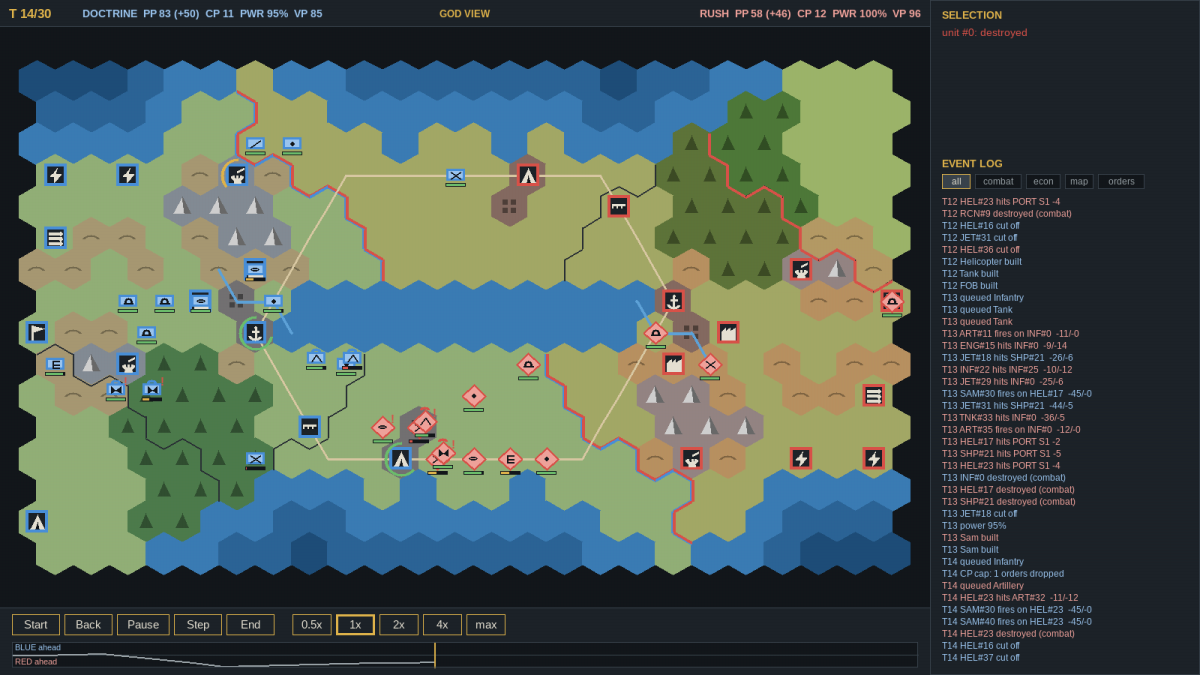 T 14/30 DOCTRINE PP 83 (+50) CP 11 PWR 95% VP 85 GOD VIEW RUSH PP 58 (+46) CP 12 PWR 100% VP 96
SELECTION
unit #0: destroyed
EVENT LOG
all combat econ map orders
T12 HEL#23 hits PORT S1 -4
T12 RCN#9 destroyed (combat)
T12 HEL#16 cut off
T12 JET#31 cut off
T12 HEL#36 cut off
T12 Helicopter built
T12 Tank built
T12 FOB built
T13 queued Infantry
T13 queued Tank
T13 queued Tank
T13 ART#11 fires on INF#0 -11/-0
T13 ENG#15 hits INF#0 -9/-14
T13 JET#18 hits SHP#21 -26/-6
T13 INF#22 hits INF#25 -10/-12
T13 JET#29 hits INF#0 -25/-6
T13 SAM#30 fires on HEL#17 -45/-0
T13 JET#31 hits SHP#21 -44/-5
T13 TNK#33 hits INF#0 -36/-5
T13 ART#35 fires on INF#0 -12/-0
T13 HEL#17 hits PORT S1 -2
T13 SHP#21 hits PORT S1 -5
T13 HEL#23 hits PORT S1 -4
T13 INF#0 destroyed (combat)
T13 HEL#17 destroyed (combat)
T13 SHP#21 destroyed (combat)
T13 JET#18 cut off
T13 power 95%
T13 Sam built
T13 Sam built
T14 queued Infantry
T14 CP cap: 1 orders dropped
T14 queued Artillery
T14 HEL#23 hits ART#32 -11/-12
T14 SAM#30 fires on HEL#23 -45/-0
T14 SAM#40 fires on HEL#23 -45/-0
T14 HEL#23 destroyed (combat)
T14 HEL#16 cut off
T14 HEL#37 cut off
Start Back Pause Step End 0.5x 1x 2x 4x max
BLUE ahead
RED ahead